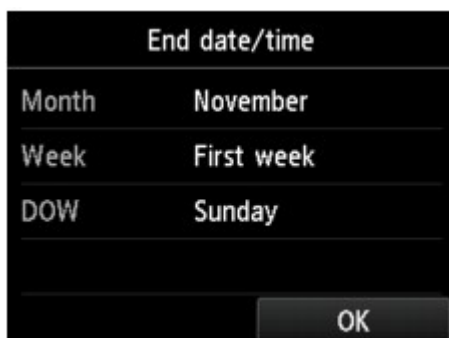 End date/time
Month November
Week First week
DOW Sunday
OK